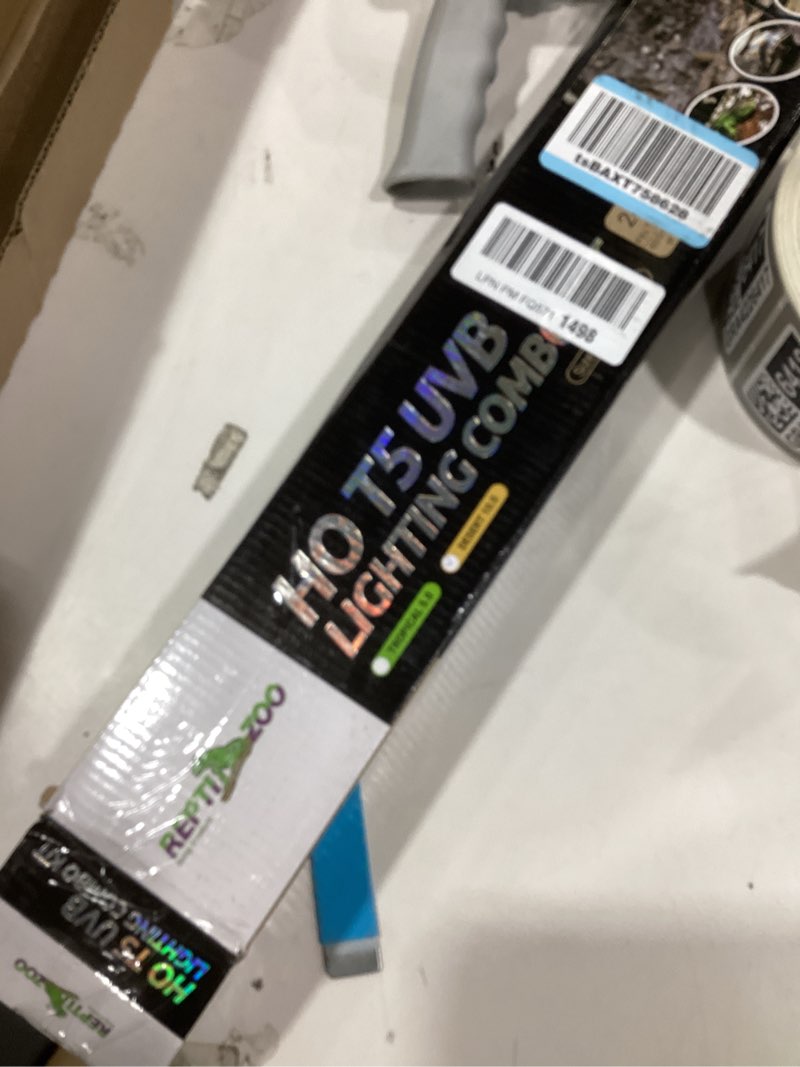 tsBAXT758628
1498
HO T5 UVB
LIGHTING COMBO
DESERT 10.0
TROPICAL 5.0
REPTI ZOO
HO T5 UVB
LIGHTING COMBO KIT
REPTI ZOO